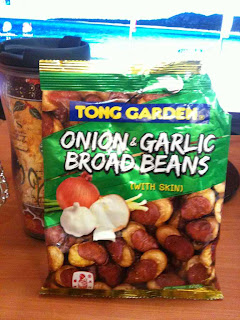 TONG GARDEN
ONION & GARLIC
BROAD BEANS
(WITH SKIN)